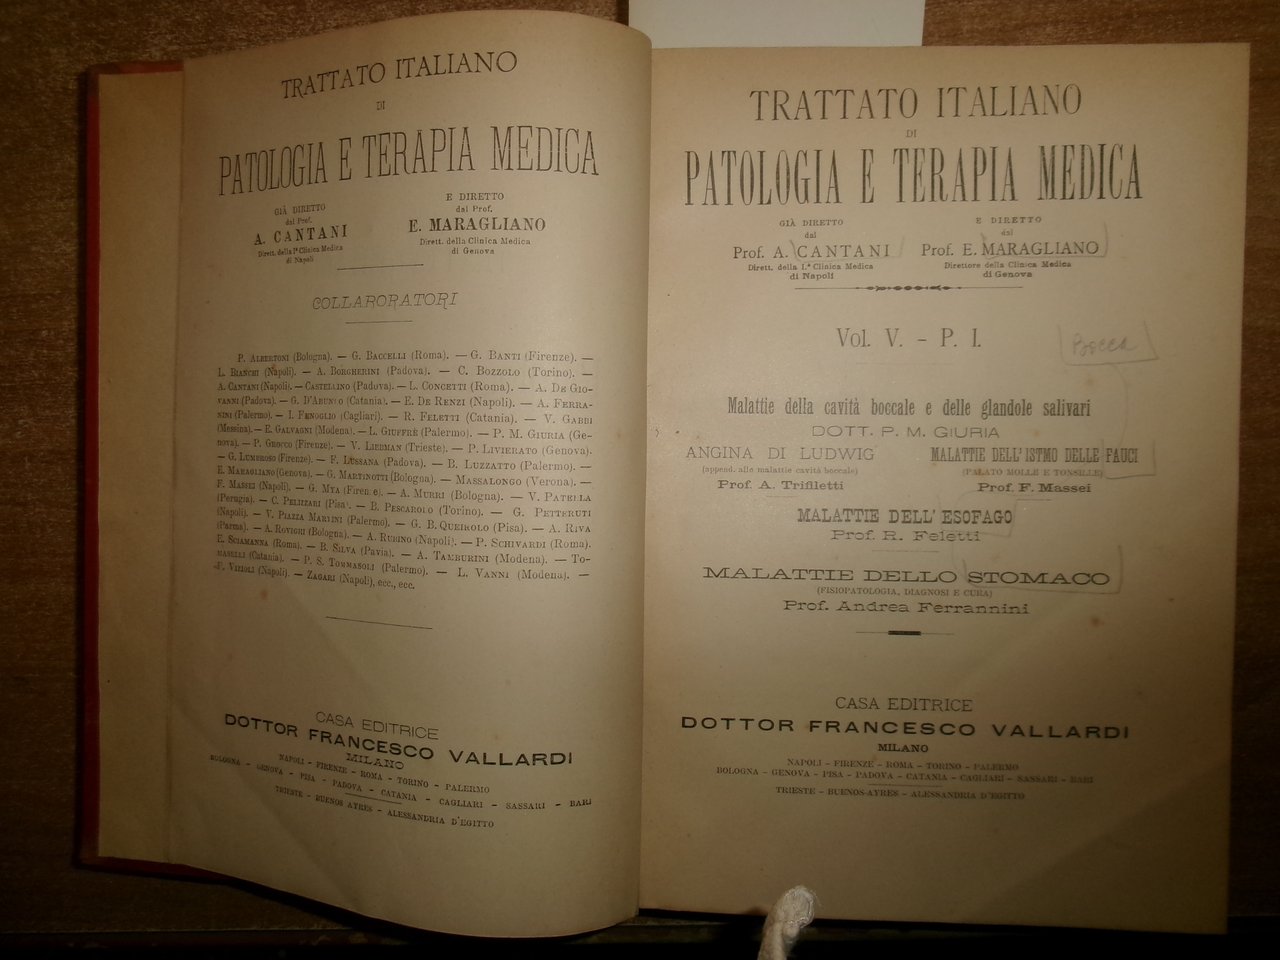 TRATTATO ITALIANO
DI
PATOLOGIA E TERAPIA MEDICA
GIÀ DIRETTO
dal Prof.
A. CANTANI
Dirett. della Iª Clinica Medica
di Napoli
E DIRETTO
dal Prof.
E. MARAGLIANO
Dirett. della Clinica Medica
di Genova
COLLABORATORI
P. ALBERTONI (Bologna). — G. BACCELLI (Roma). — G. BANTI (Firenze). —
L. BIANCHI (Napoli). — A. BORGHERINI (Padova). — C. BOZZOLO (Torino). —
A. CANTANI (Napoli). — CASTELLINO (Padova). — L. CONCETTI (Roma). — A. DE GIO-
VANNI (Padova). — G. D'ABUNDO (Catania). — E. DE RENZI (Napoli). — A. FERRA-
NINI (Palermo). — I. FENOGLIO (Cagliari). — R. FELETTI (Catania). — V. GABBI
(Messina). — E. GALVAGNI (Modena). — L. GIUFFRÈ (Palermo). — P. M. GIURIA (Ge-
nova). — P. GROCCO (Firenze). — V. LIEBMAN (Trieste). — P. LIVIERATO (Genova).
— G. LUMBROSO (Firenze). — F. LUSSANA (Padova). — B. LUZZATTO (Palermo). —
E. MARAGLIANO (Genova). — G. MARTINOTTI (Bologna). — MASSALONGO (Verona). —
F. MASSEI (Napoli). — G. MYA (Firenze). — A. MURRI (Bologna). — V. PATELLA
(Perugia). — C. PELIZZARI (Pisa). — B. PESCAROLO (Torino). — G. PETTERUTI
(Napoli). — V. PIAZZA MARTINI (Palermo). — G. B. QUEIROLO (Pisa). — A. RIVA
(Parma). — A. ROVIGHI (Bologna). — A. RUBINO (Napoli). — P. SCHIVARDI (Roma).
E. SCIAMANNA (Roma). — B. SILVA (Pavia). — A. TAMBURINI (Modena). — TO-
MASELLI (Catania). — P. S. TOMMASOLI (Palermo). — L. VANNI (Modena). —
F. VIZIOLI (Napoli). — ZAGARI (Napoli), ecc., ecc.
CASA EDITRICE
DOTTOR FRANCESCO VALLARDI
MILANO
NAPOLI - FIRENZE - ROMA - TORINO - PALERMO
BOLOGNA - GENOVA - PISA - PADOVA - CATANIA - CAGLIARI - SASSARI - BARI
TRIESTE - BUENOS AYRES - ALESSANDRIA D'EGITTO
TRATTATO ITALIANO
DI
PATOLOGIA E TERAPIA MEDICA
GIÀ DIRETTO
dal
Prof. A. CANTANI
Dirett. della I.ª Clinica Medica
di Napoli
E DIRETTO
dal
Prof. E. MARAGLIANO
Direttore della Clinica Medica
di Genova
Vol. V. - P. I.
Bocca
Malattie della cavità boccale e delle glandole salivari
DOTT. P. M. GIURIA
ANGINA DI LUDWIG
(append. alle malattie cavità boccale)
Prof. A. Trifiletti
MALATTIE DELL'ISTMO DELLE FAUCI
(PALATO MOLLE E TONSILLE)
Prof. F. Massei
MALATTIE DELL'ESOFAGO
Prof. R. Feletti
MALATTIE DELLO STOMACO
(FISIOPATOLOGIA, DIAGNOSI E CURA)
Prof. Andrea Ferrannini
CASA EDITRICE
DOTTOR FRANCESCO VALLARDI
MILANO
NAPOLI - FIRENZE - ROMA - TORINO - PALERMO
BOLOGNA - GENOVA - PISA - PADOVA - CATANIA - CAGLIARI - SASSARI - BARI
TRIESTE - BUENOS-AYRES - ALESSANDRIA D'EGITTO